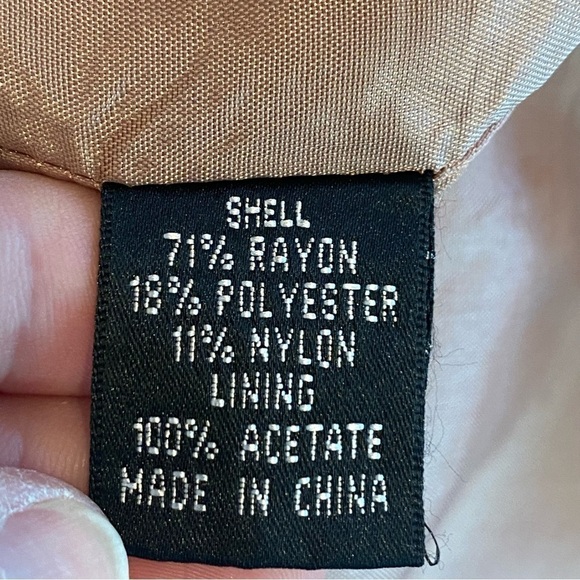 SHELL
71% RAYON
18% POLYESTER
11% NYLON
LINING
100% ACETATE
MADE IN CHINA